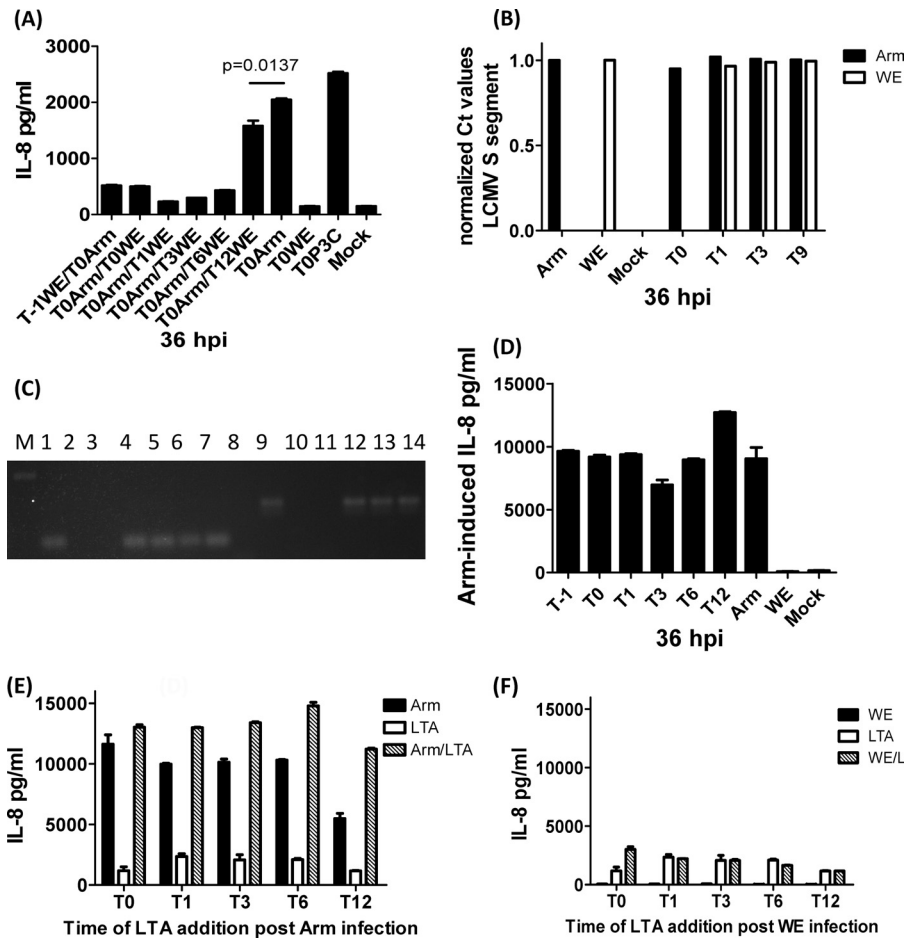 (A)
3000
2000
1000
0
IL-8 pg/ml
p=0.0137
T-1WE/T0Arm
T0Arm/T0WE
T0Arm/T1WE
T0Arm/T3WE
T0Arm/T6WE
T0Arm/T12WE
T0Arm
T0WE
T0P3C
Mock
36 hpi
(B)
1.0
0.5
0.0
normalized Ct values
LCMV S segment
Arm
WE
Arm
WE
Mock
T0
T1
T3
T9
36 hpi
(C)
M 1 2 3 4 5 6 7 8 9 10 11 12 13 14
(D)
15000
10000
5000
0
Arm-induced IL-8 pg/ml
T-1
T0
T1
T3
T6
T12
Arm
WE
Mock
36 hpi
(E)
15000
10000
5000
0
IL-8 pg/ml
Arm
LTA
Arm/LTA
T0 T1 T3 T6 T12
Time of LTA addition post Arm infection
(F)
15000
10000
5000
0
IL-8 pg/ml
WE
LTA
WE/L
T0 T1 T3 T6 T12
Time of LTA addition post WE infection